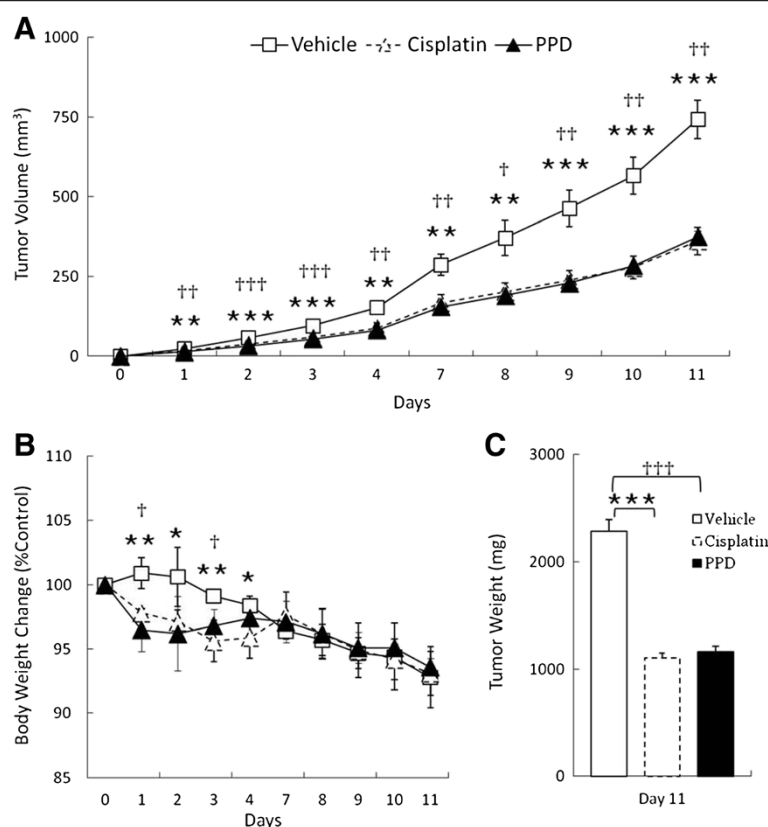 A
Vehicle Cisplatin PPD
Tumor Volume (mm³)
1000
750
500
250
0
†† †† †† † †† ††† ††† †† ††
*** *** *** ** ** ** *** *** **
0 1 2 3 4 7 8 9 10 11
Days
B
Body Weight Change (%Control)
110
105
100
95
90
85
† †
** * ** *
0 1 2 3 4 7 8 9 10 11
Days
C
Tumor Weight (mg)
3000
2000
1000
0
†††
***
Vehicle
Cisplatin
PPD
Day 11